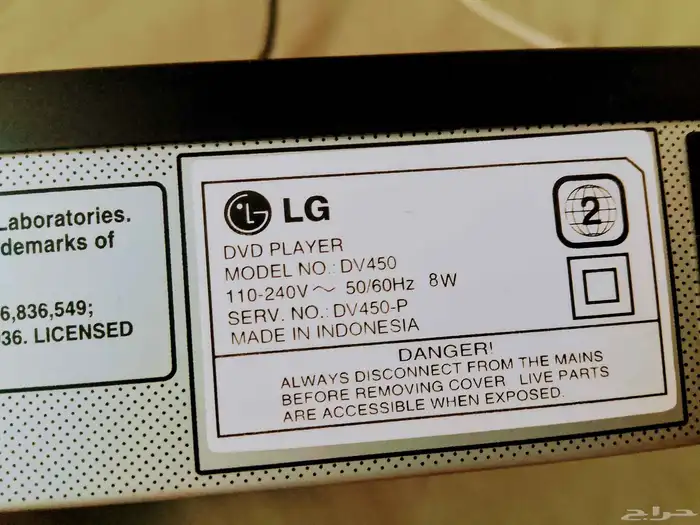 Laboratories.
demarks of
6,836,549;
36. LICENSED
LG
2
DVD PLAYER
MODEL NO.: DV450
110-240V ~ 50/60Hz 8W
SERV. NO.: DV450-P
MADE IN INDONESIA
DANGER!
ALWAYS DISCONNECT FROM THE MAINS
BEFORE REMOVING COVER LIVE PARTS
ARE ACCESSIBLE WHEN EXPOSED.
حراج